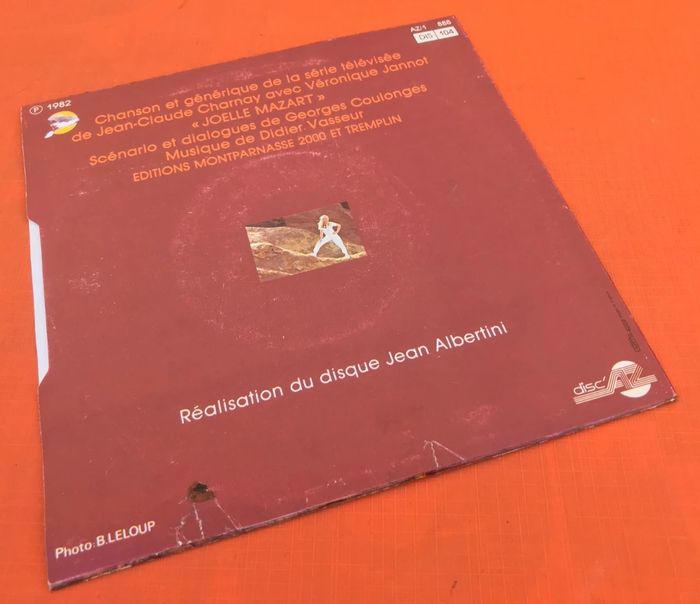 AZ/1 888
DIS 104
℗ 1982
Chanson et générique de la série télévisée
de Jean-Claude Charnay avec Véronique Jannot
« JOELLE MAZART »
Scénario et dialogues de Georges Coulonges
Musique de Didier Vasseur
EDITIONS MONTPARNASSE 2000 ET TREMPLIN
Réalisation du disque Jean Albertini
disc'AZ
Photo: B.LELOUP